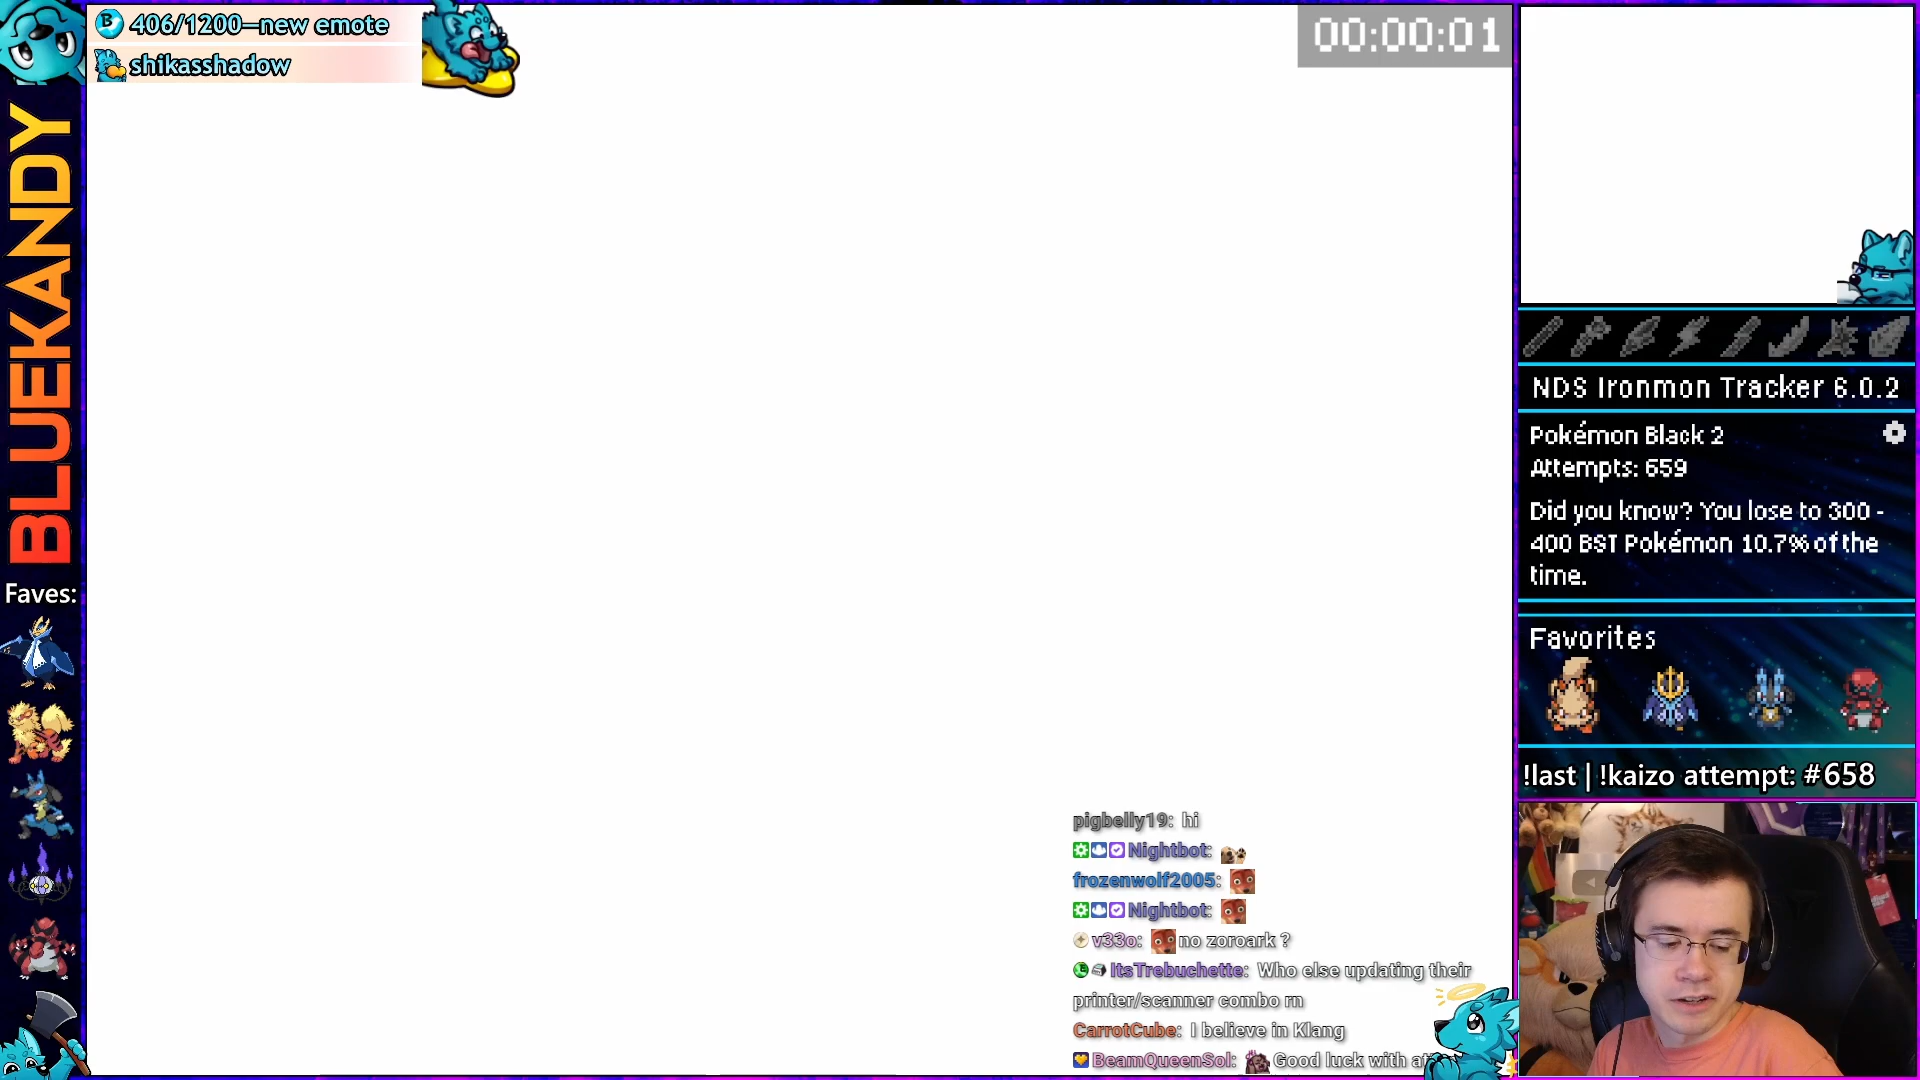 406/1200—new emote
shikasshadow
00:00:01
BLUEKANDY
Faves:
NDS Ironmon Tracker 6.0.2
Pokémon Black 2
Attempts: 659
Did you know? You lose to 300 -
400 BST Pokémon 10.7% of the
time.
Favorites
!last | !kaizo attempt: #658
pigbelly19: hi
Nightbot:
frozenwolf2005:
Nightbot:
v33o: no zoroark ?
ItsTrebuchette: Who else updating their
printer/scanner combo rn
CarrotCube: I believe in Klang
BeamQueenSol: Good luck with